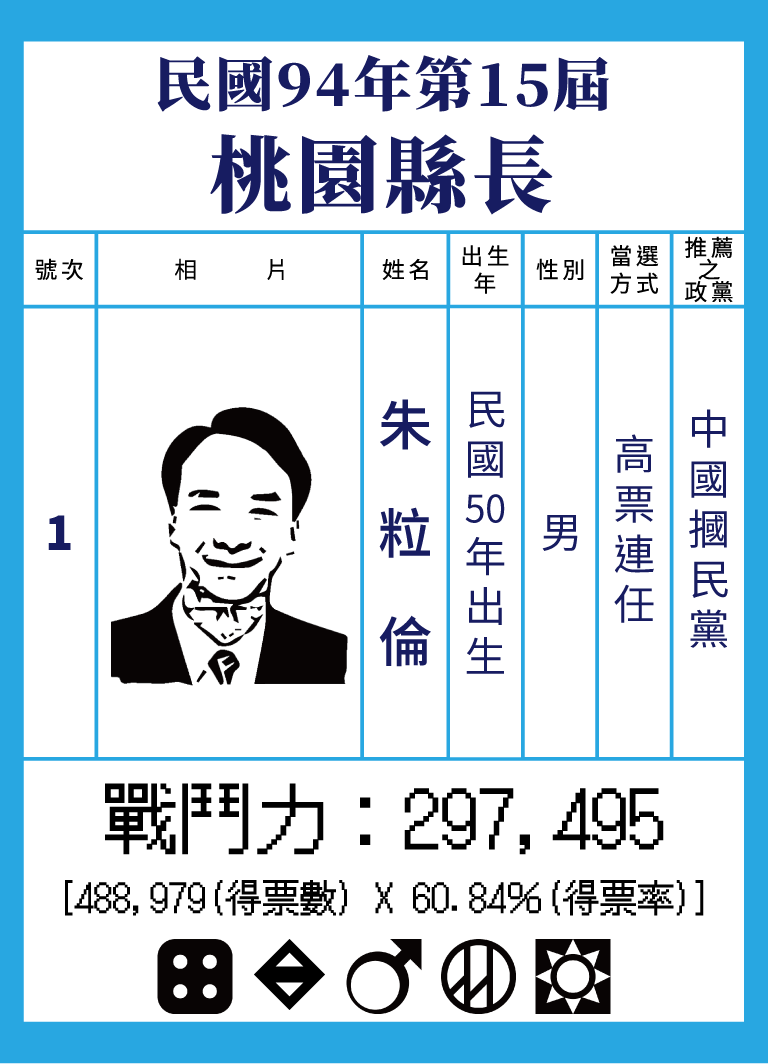 民國94年第15屆
桃園縣長
號次
相片
姓名
出生年
性別
當選方式
推薦之政黨
1
朱粒倫
民國50年出生
男
高票連任
中國摑民黨
戰鬥力：297,495
[488,979(得票數) X 60.84%(得票率)]